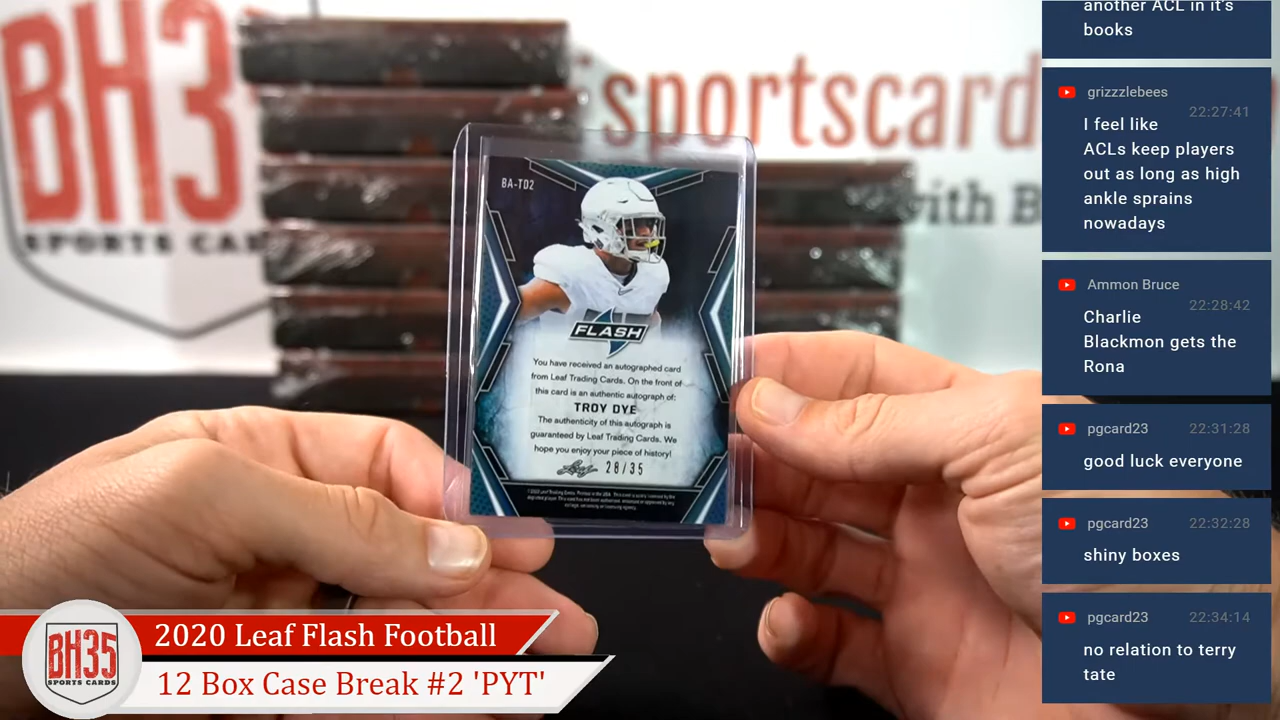 BH35
SPORTS CAR
sportscard
with B
BA-TD2
FLASH
You have received an autographed card
from Leaf Trading Cards. On the front of
this card is an authentic autograph of:
TROY DYE
The authenticity of this autograph is
guaranteed by Leaf Trading Cards. We
hope you enjoy your piece of history!
Leaf 28/35
BH35
SPORTS CARDS
2020 Leaf Flash Football
12 Box Case Break #2 'PYT'
another ACL in it's
books
grizzzlebees
22:27:41
I feel like
ACLs keep players
out as long as high
ankle sprains
nowadays
Ammon Bruce
22:28:42
Charlie
Blackmon gets the
Rona
pgcard23 22:31:28
good luck everyone
pgcard23 22:32:28
shiny boxes
pgcard23 22:34:14
no relation to terry
tate